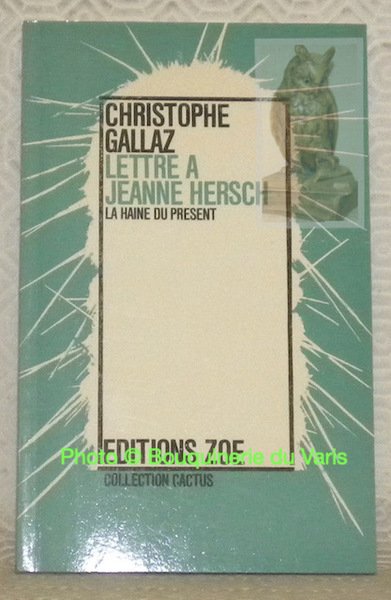 CHRISTOPHE
GALLAZ
LETTRE A
JEANNE HERSCH
LA HAINE DU PRESENT
EDITIONS ZOE
Photo © Bouquinerie du Varis
COLLECTION CACTUS